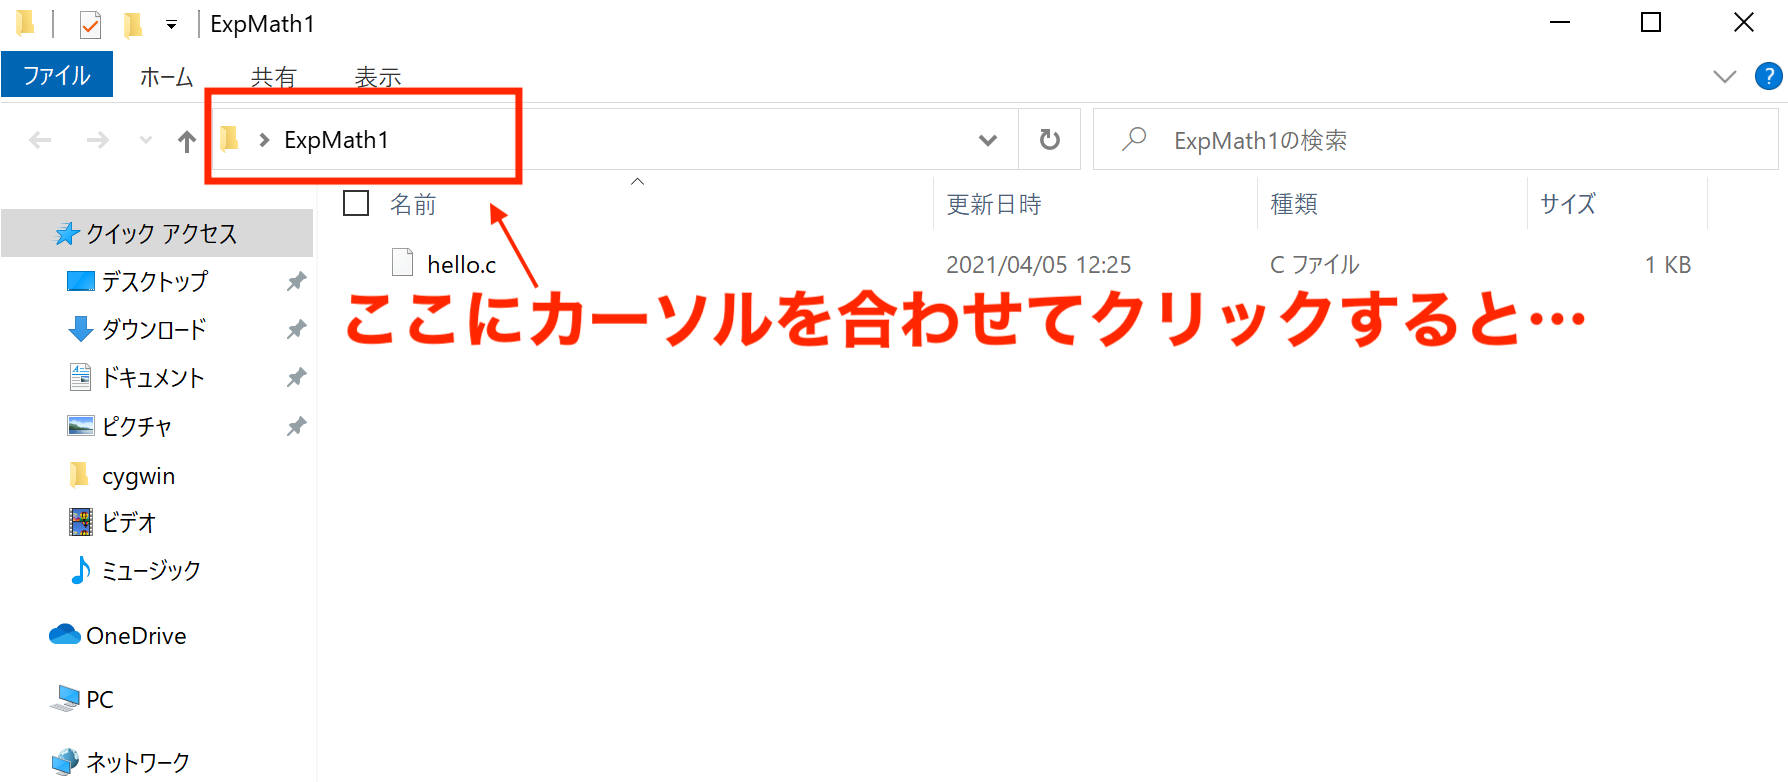 ExpMath1
ファイル ホーム 共有 表示 ?
ExpMath1 ExpMath1の検索
名前 更新日時 種類 サイズ
クイック アクセス
hello.c 2021/04/05 12:25 C ファイル 1 KB
デスクトップ
ここにカーソルを合わせてクリックすると…
ダウンロード
ドキュメント
ピクチャ
cygwin
ビデオ
ミュージック
OneDrive
PC
ネットワーク